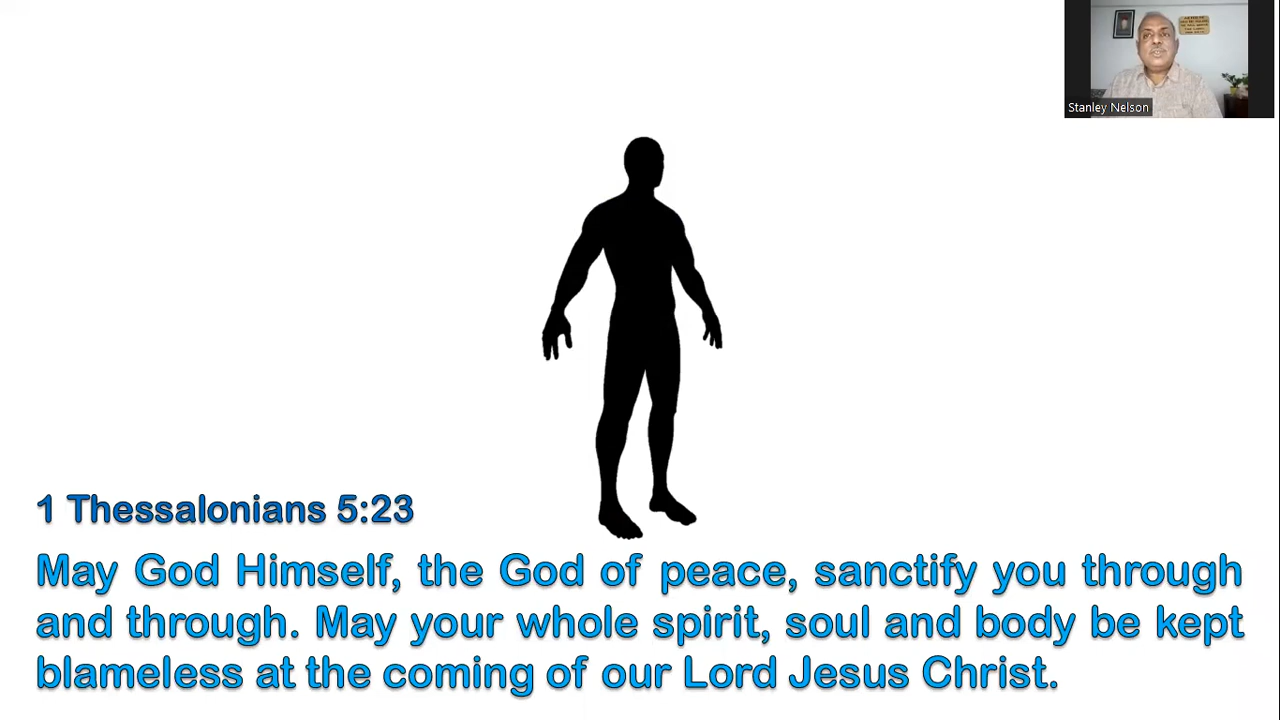 Stanley Nelson
1 Thessalonians 5:23
May God Himself, the God of peace, sanctify you through
and through. May your whole spirit, soul and body be kept
blameless at the coming of our Lord Jesus Christ.